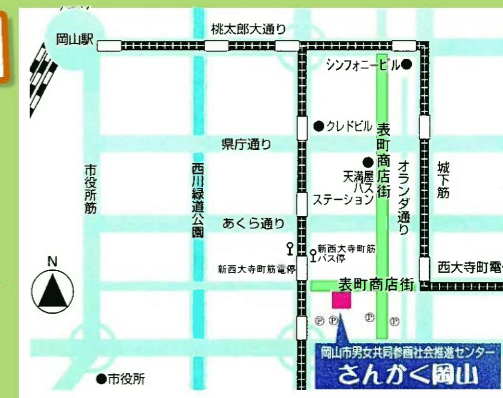 岡山駅
桃太郎大通り
シンフォニービル
クレドビル
県庁通り
表町商店街
天満屋
バス
ステーション
オランダ通り
城下筋
市役所筋
西川緑道公園
あくら通り
新西大寺町筋
バス停
新西大寺町筋電停
西大寺町電
表町商店街
N
P P P P
市役所
岡山市男女共同参画社会推進センター
さんかく岡山